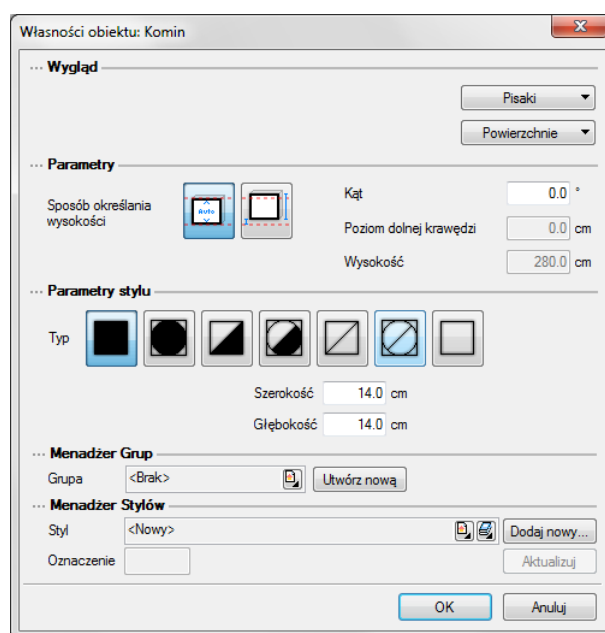 Własności obiektu: Komin
Wygląd
Pisaki
Powierzchnie
Parametry
Sposób określania
wysokości
Auto
Kąt 0.0 °
Poziom dolnej krawędzi 0.0 cm
Wysokość 280.0 cm
Parametry stylu
Typ
Szerokość 14.0 cm
Głębokość 14.0 cm
Menadżer Grup
Grupa <Brak> Utwórz nową
Menadżer Stylów
Styl <Nowy> Dodaj nowy...
Oznaczenie Aktualizuj
OK Anuluj